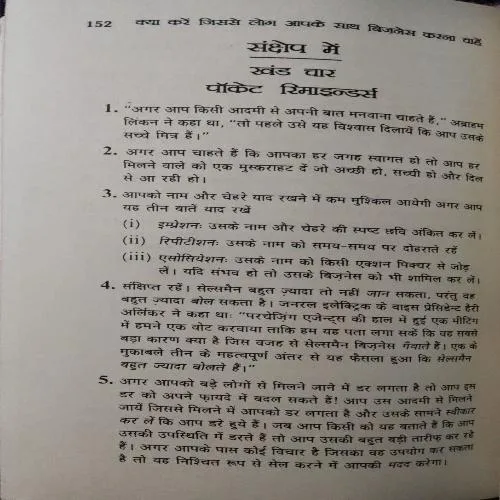 152 क्या करें जिससे लोग आपके साथ बिज़नेस करना चाहें
संक्षेप में
खंड चार
पॉकेट रिमाइन्डर्स
1. “अगर आप किसी आदमी से अपनी बात मनवाना चाहते हैं,” अब्राहम
लिंकन ने कहा था, “तो पहले उसे यह विश्वास दिलायें कि आप उसके
सच्चे मित्र हैं।”
2. अगर आप चाहते हैं कि आपका हर जगह स्वागत हो तो आप हर
मिलने वाले को एक मुस्कराहट दें जो अच्छी हो, सच्ची हो और दिल
से आ रही हो।
3. आपको नाम और चेहरे याद रखने में कम मुश्किल आयेगी अगर आप
यह तीन बातें याद रखें
(i) इम्प्रेशनः उसके नाम और चेहरे की स्पष्ट छवि अंकित कर लें।
(ii) रिपीटीशनः उसके नाम को समय-समय पर दोहराते रहें
(iii) एसोसियेशनः उसके नाम को किसी एक्शन पिक्चर से जोड़
लें। यदि संभव हो तो उसके बिज़नेस को भी शामिल कर लें।
4. संक्षिप्त रहें। सेल्समैन बहुत ज़्यादा तो नहीं जान सकता, परंतु वह
बहुत ज़्यादा बोल सकता है। जनरल इलेक्ट्रिक के वाइस प्रेसिडेन्ट हैरी
अर्लिकर ने कहा थाः “परचेज़िंग एजेन्ट्स की हाल में हुई एक मीटिंग
में हमने एक वोट करवाया ताकि हम यह पता लगा सकें कि वह सबसे
बड़ा कारण क्या है जिस वजह से सेल्समैन बिज़नेस गँवाते हैं। एक के
मुक़ाबले तीन के महत्वपूर्ण अंतर से यह फैसला हुआ कि सेल्समैन
बहुत ज़्यादा बोलते हैं।”
5. अगर आपको बड़े लोगों से मिलने जाने में डर लगता है तो आप इस
डर को अपने फ़ायदे में बदल सकते हैं! आप उस आदमी से मिलने
जायें जिससे मिलने में आपको डर लगता है और उसके सामने स्वीकार
कर लें कि आप डरे हुये हैं। जब आप किसी को यह बताते हैं कि आप
उसकी उपस्थिति में डरते हैं तो आप उसकी बहुत बड़ी तारीफ़ कर रहे
हैं। अगर आपके पास कोई विचार है जिसका वह उपयोग कर सकता
है तो यह निश्चित रूप से सेल करने में आपकी मदद करेगा।